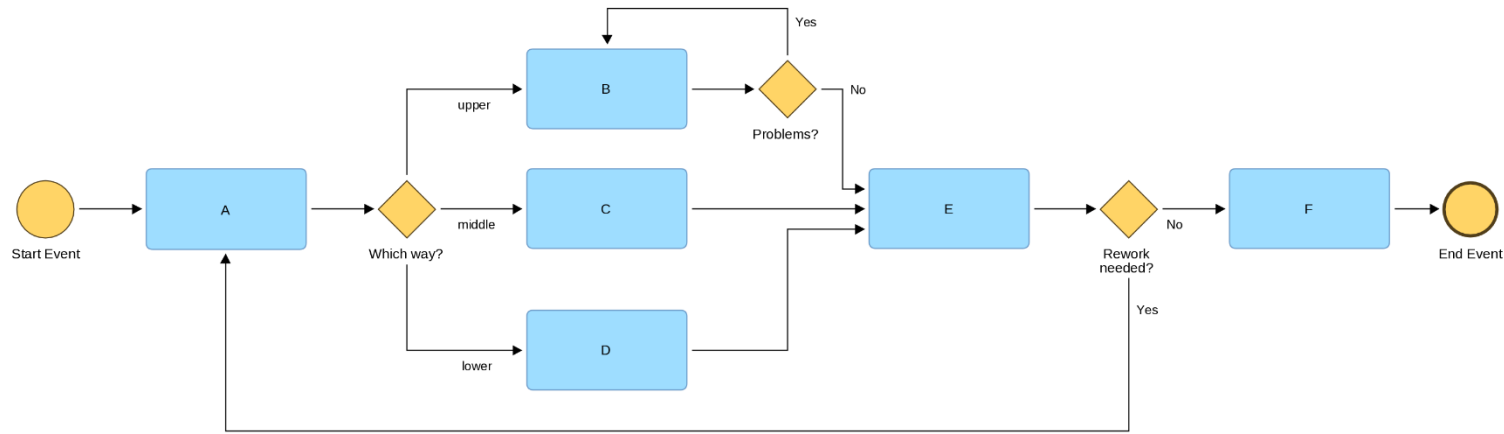 Yes
B
upper
No
Problems?
A
C
E
F
Start Event
Which way?
middle
Rework
needed?
No
End Event
Yes
D
lower